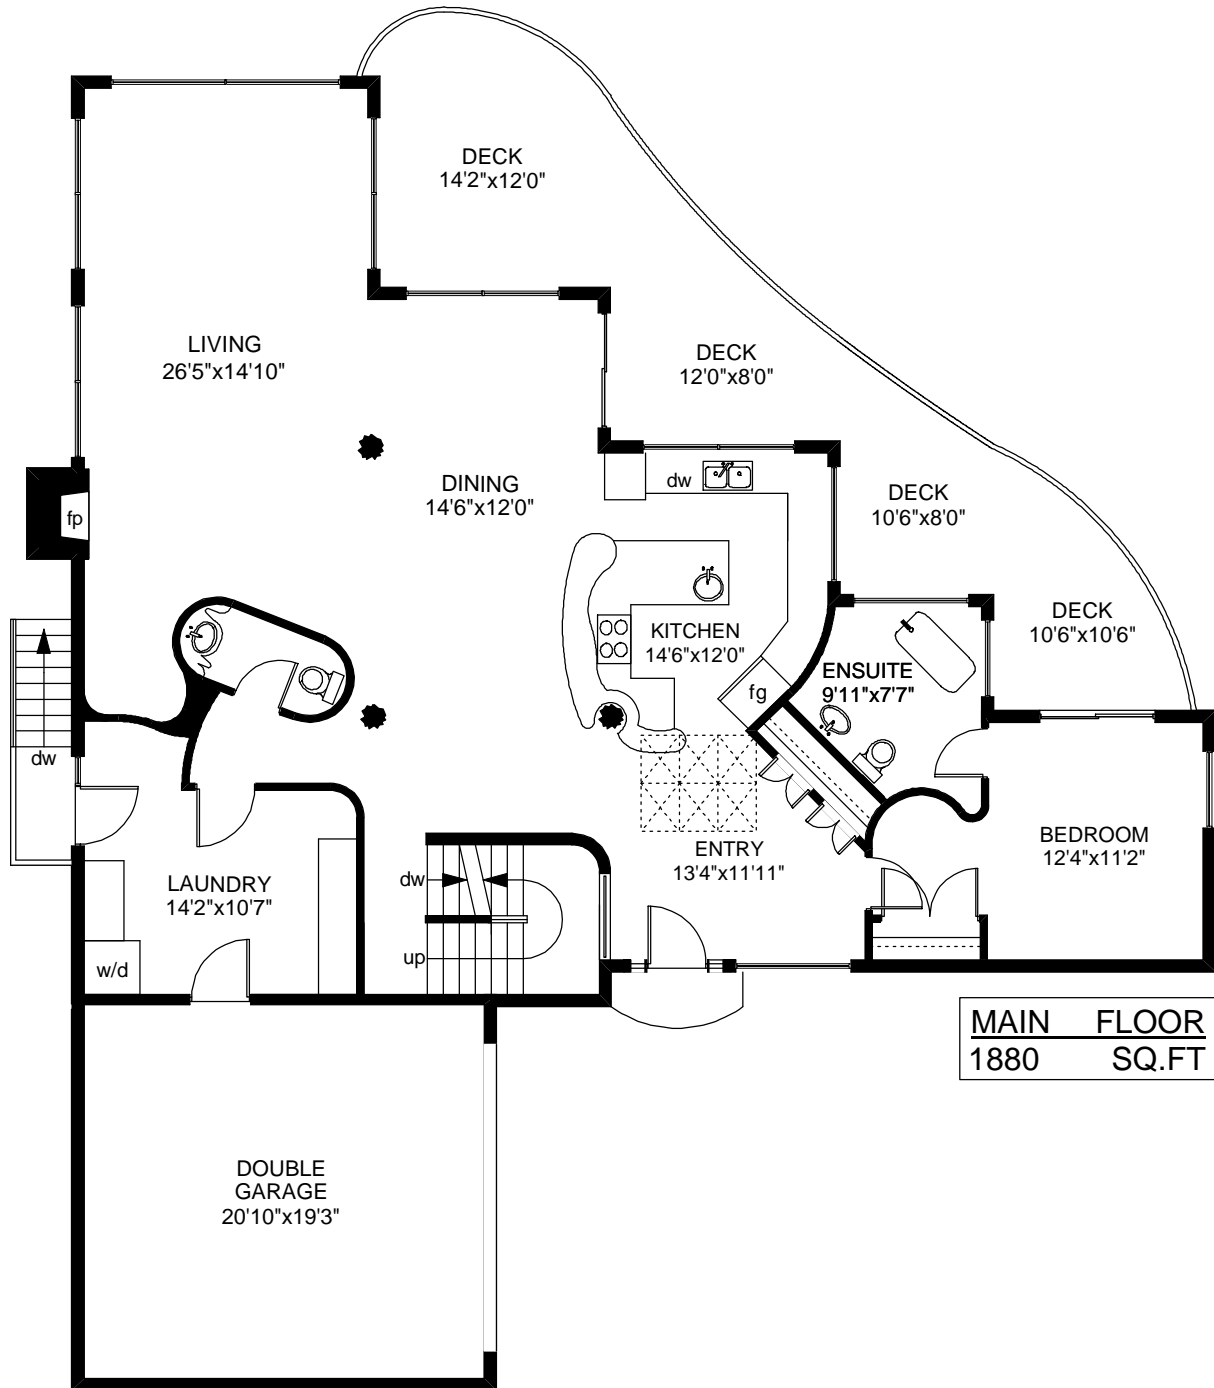 DECK
14'2"x12'0"
LIVING
26'5"x14'10"
DECK
12'0"x8'0"
DINING
14'6"x12'0"
dw
DECK
10'6"x8'0"
fp
DECK
10'6"x10'6"
KITCHEN
14'6"x12'0"
ENSUITE
9'11"x7'7"
fg
dw
BEDROOM
12'4"x11'2"
ENTRY
13'4"x11'11"
LAUNDRY
14'2"x10'7"
dw
up
w/d
MAIN FLOOR
1880 SQ.FT
DOUBLE
GARAGE
20'10"x19'3"